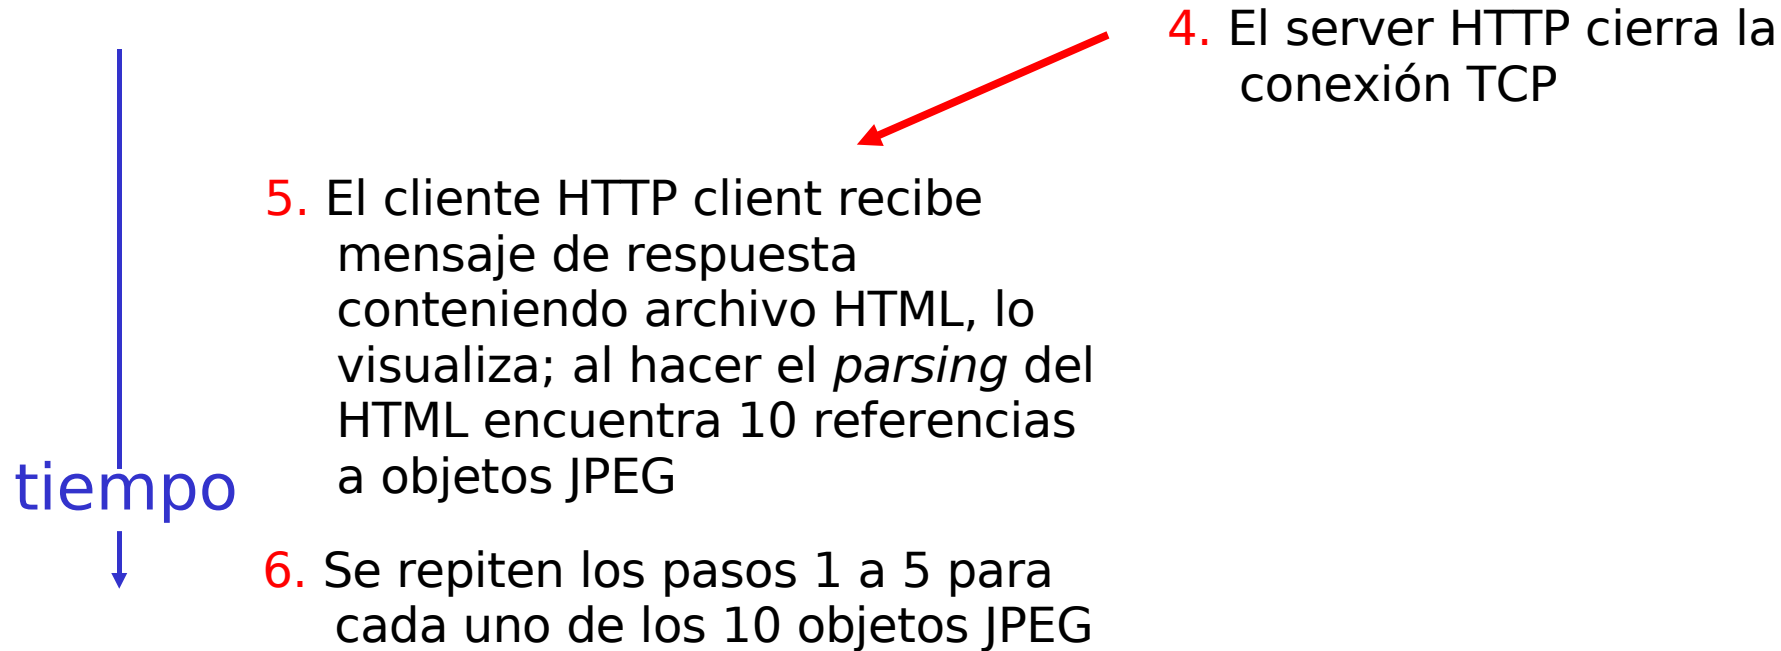 4. El server HTTP cierra la
conexión TCP
5. El cliente HTTP client recibe
mensaje de respuesta
conteniendo archivo HTML, lo
visualiza; al hacer el parsing del
HTML encuentra 10 referencias
a objetos JPEG
tiempo
6. Se repiten los pasos 1 a 5 para
cada uno de los 10 objetos JPEG